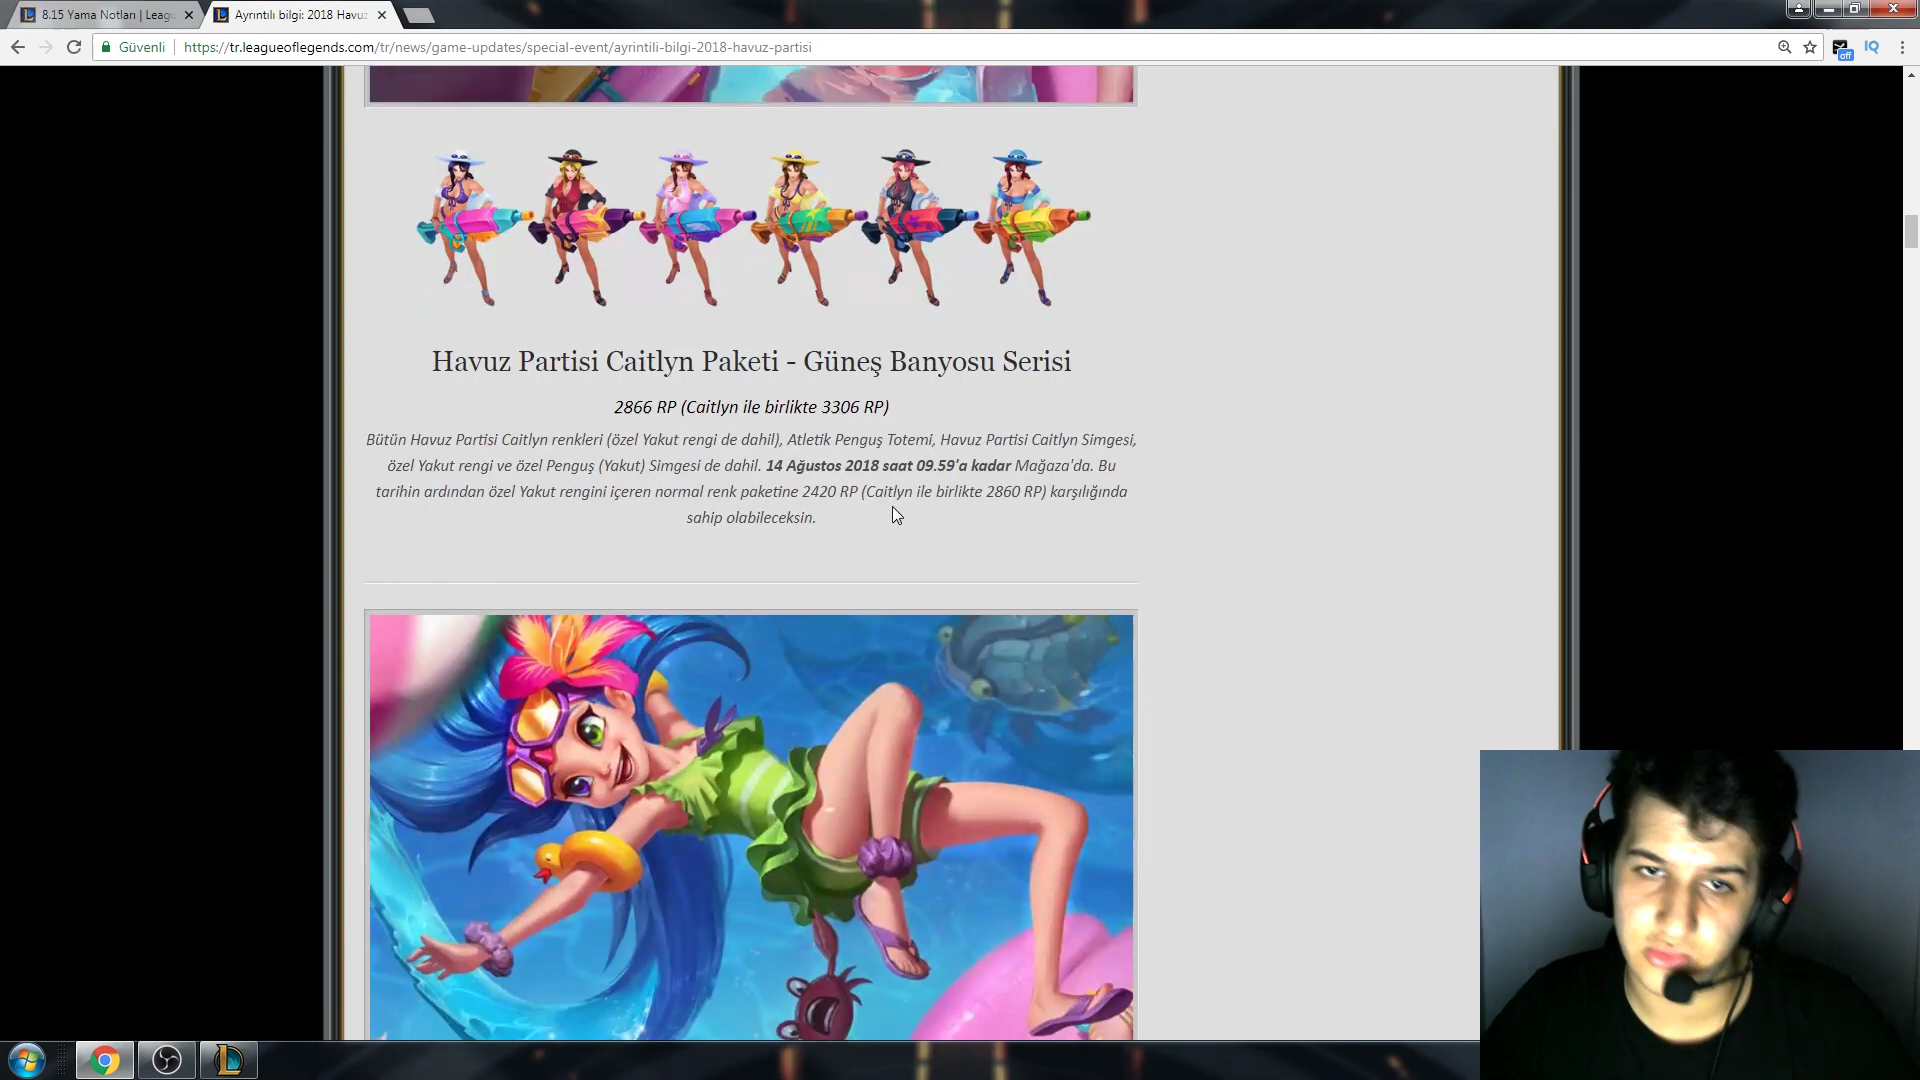 8.15 Yama Notları | Leagu
Ayrıntılı bilgi: 2018 Havuz
Güvenli
https://tr.leagueoflegends.com/tr/news/game-updates/special-event/ayrintili-bilgi-2018-havuz-partisi
off
IQ
Havuz Partisi Caitlyn Paketi - Güneş Banyosu Serisi
2866 RP (Caitlyn ile birlikte 3306 RP)
Bütün Havuz Partisi Caitlyn renkleri (özel Yakut rengi de dahil), Atletik Penguş Totemi, Havuz Partisi Caitlyn Simgesi,
özel Yakut rengi ve özel Penguş (Yakut) Simgesi de dahil. 14 Ağustos 2018 saat 09.59'a kadar Mağaza'da. Bu
tarihin ardından özel Yakut rengini içeren normal renk paketine 2420 RP (Caitlyn ile birlikte 2860 RP) karşılığında
sahip olabileceksin.